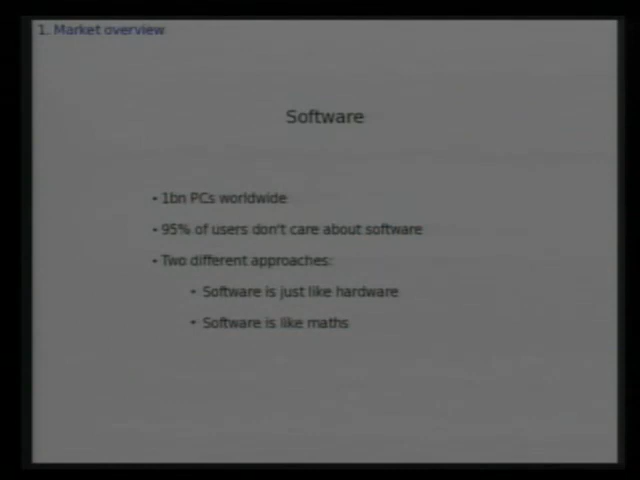 1. Market overview
Software
• 1bn PCs worldwide
• 95% of users don't care about software
• Two different approaches:
• Software is just like hardware
• Software is like maths